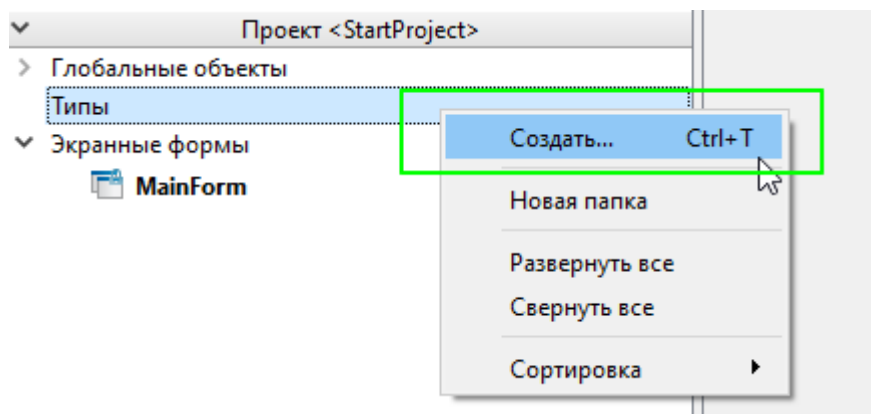 Проект <StartProject>
Глобальные объекты
Типы
Экранные формы
MainForm
Создать... Ctrl+T
Новая папка
Развернуть все
Свернуть все
Сортировка